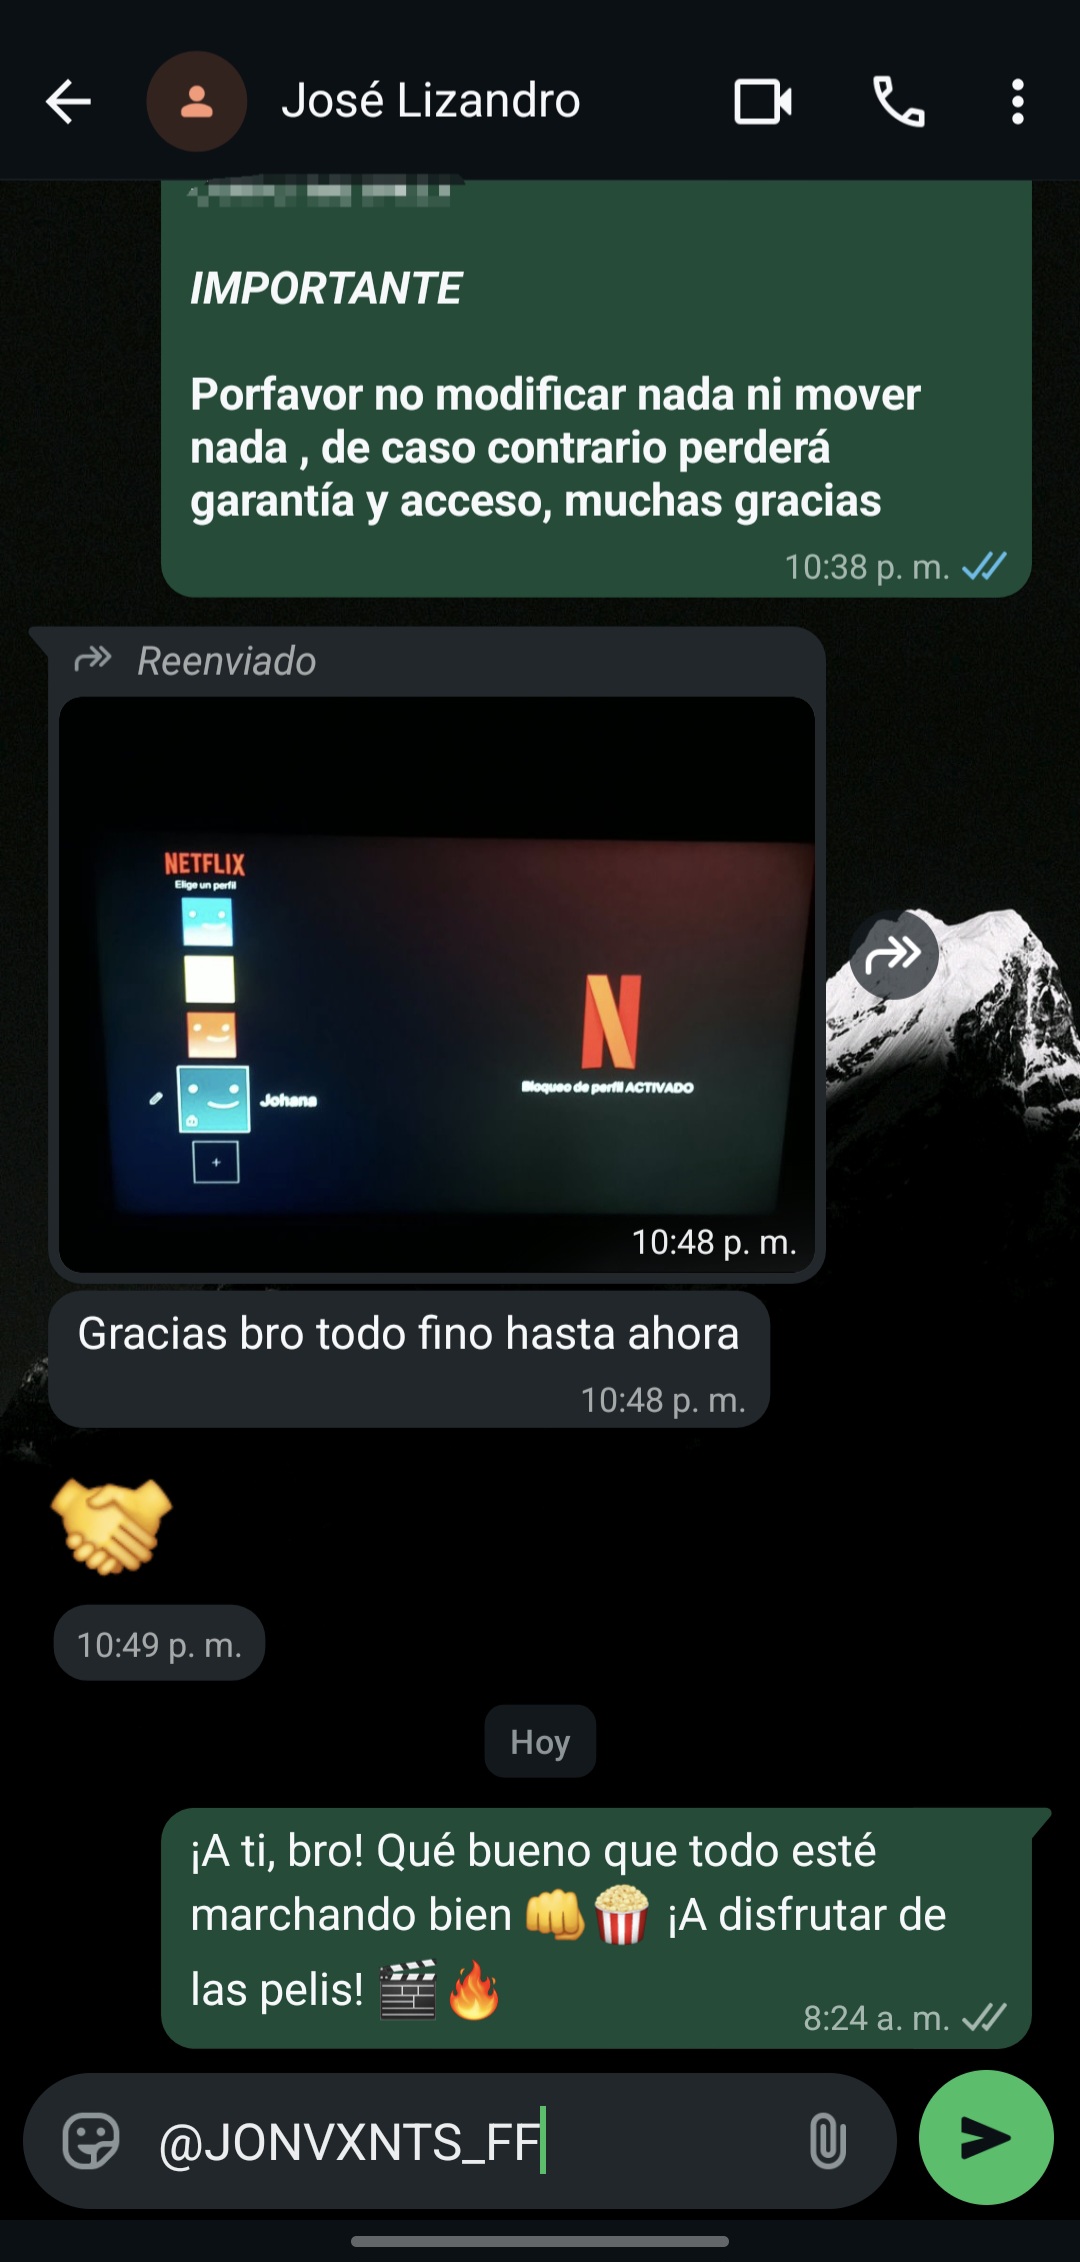 José Lizandro
IMPORTANTE
Porfavor no modificar nada ni mover
nada , de caso contrario perderá
garantía y acceso, muchas gracias
10:38 p. m.
Reenviado
NETFLIX
Elige un perfil
Johana
N
Bloqueo de perfil ACTIVADO
10:48 p. m.
Gracias bro todo fino hasta ahora
10:48 p. m.
10:49 p. m.
Hoy
¡A ti, bro! Qué bueno que todo esté
marchando bien 👊🍿 ¡A disfrutar de
las pelis! 🎬🔥
8:24 a. m.
@JONVXNTS_FF